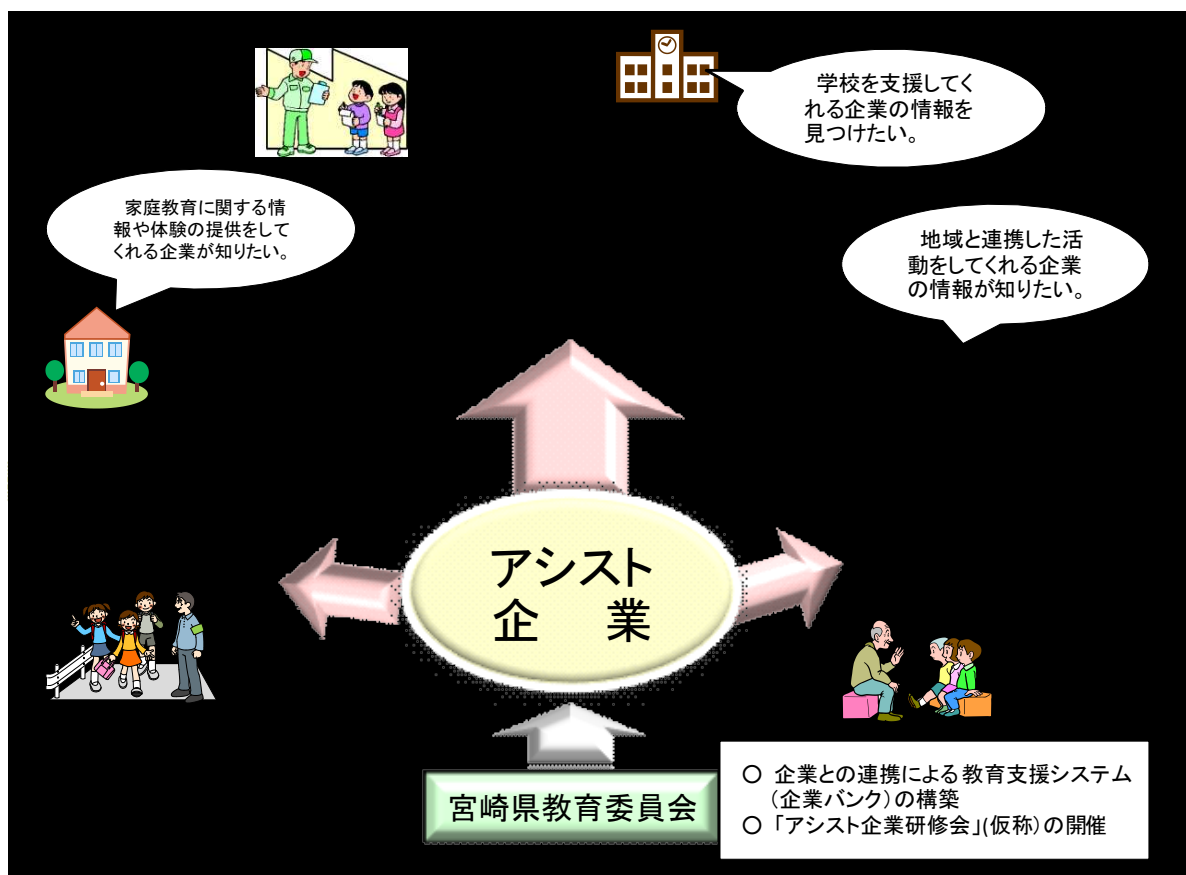 学校を支援してく
れる企業の情報を
見つけたい。
家庭教育に関する情
報や体験の提供をして
くれる企業が知りたい。
地域と連携した活
動をしてくれる企業
の情報が知りたい。
アシスト
企　業
宮崎県教育委員会
○ 企業との連携による教育支援システム
（企業バンク）の構築
○ 「アシスト企業研修会」(仮称)の開催